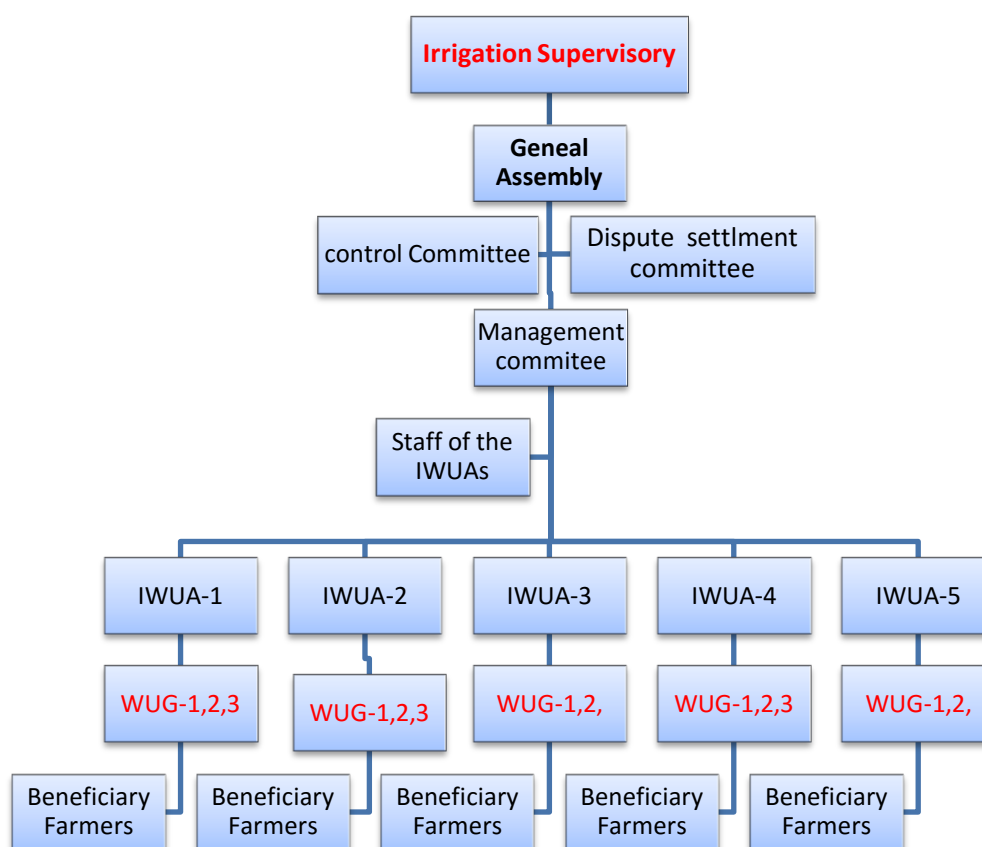 Irrigation Supervisory
Geneal
Assembly
control Committee
Dispute settlment
committee
Management
commitee
Staff of the
IWUAs
IWUA-1
IWUA-2
IWUA-3
IWUA-4
IWUA-5
WUG-1,2,3
WUG-1,2,3
WUG-1,2,
WUG-1,2,3
WUG-1,2,
Beneficiary
Farmers
Beneficiary
Farmers
Beneficiary
Farmers
Beneficiary
Farmers
Beneficiary
Farmers